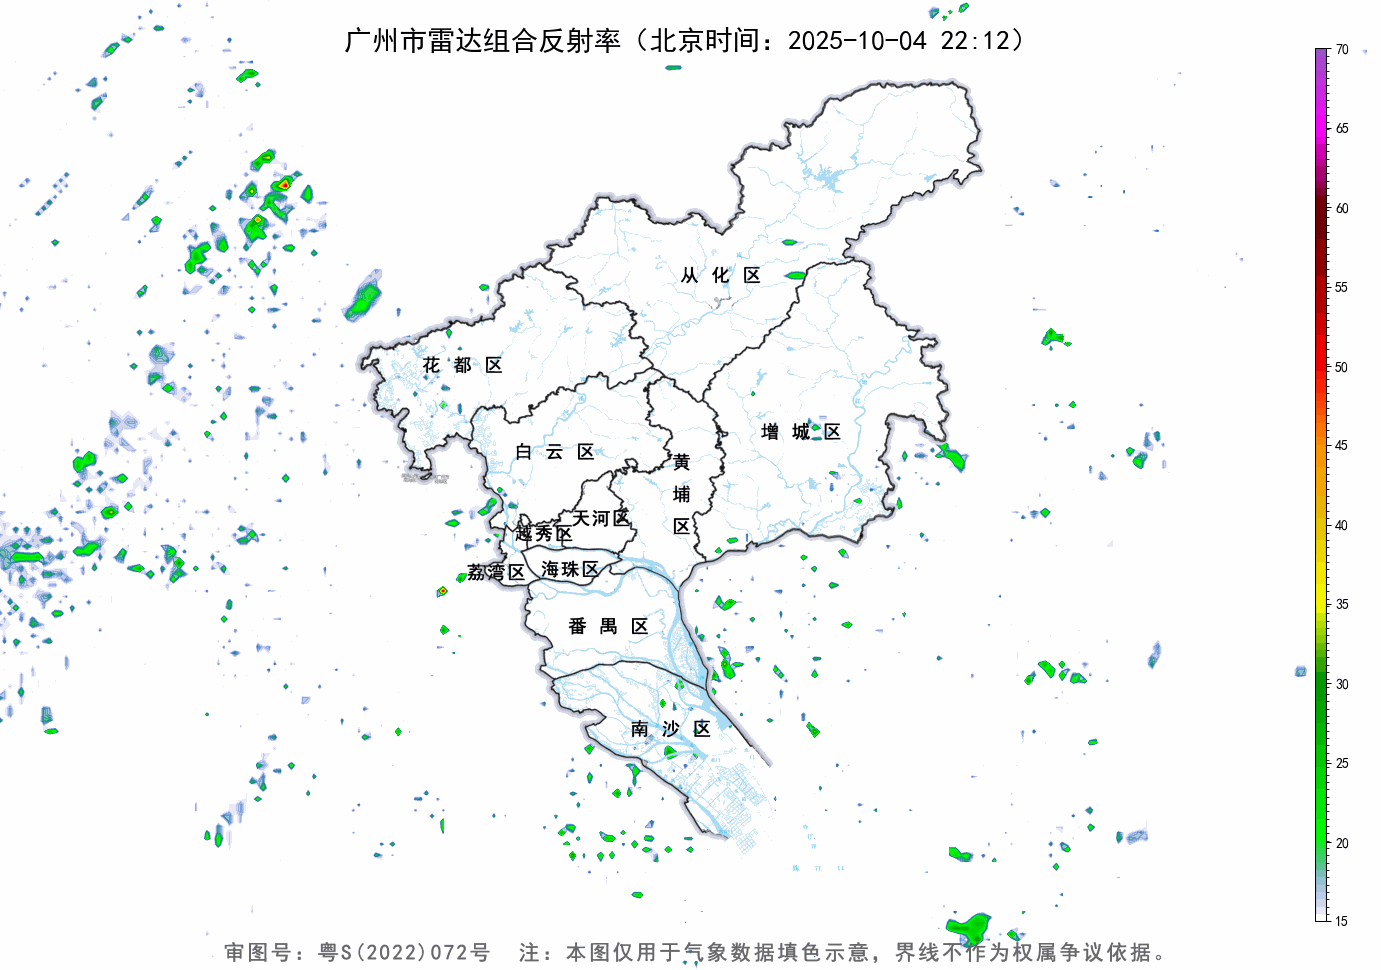 广州市雷达组合反射率（北京时间：2025-10-04 22:12）
70
65
60
55
50
45
40
35
30
25
20
15
从化区
花都区
增城区
白云区
黄埔区
天河区
越秀区
海珠区
荔湾区
番禺区
南沙区
审图号：粤S(2022)072号 注：本图仅用于气象数据填色示意，界线不作为权属争议依据。